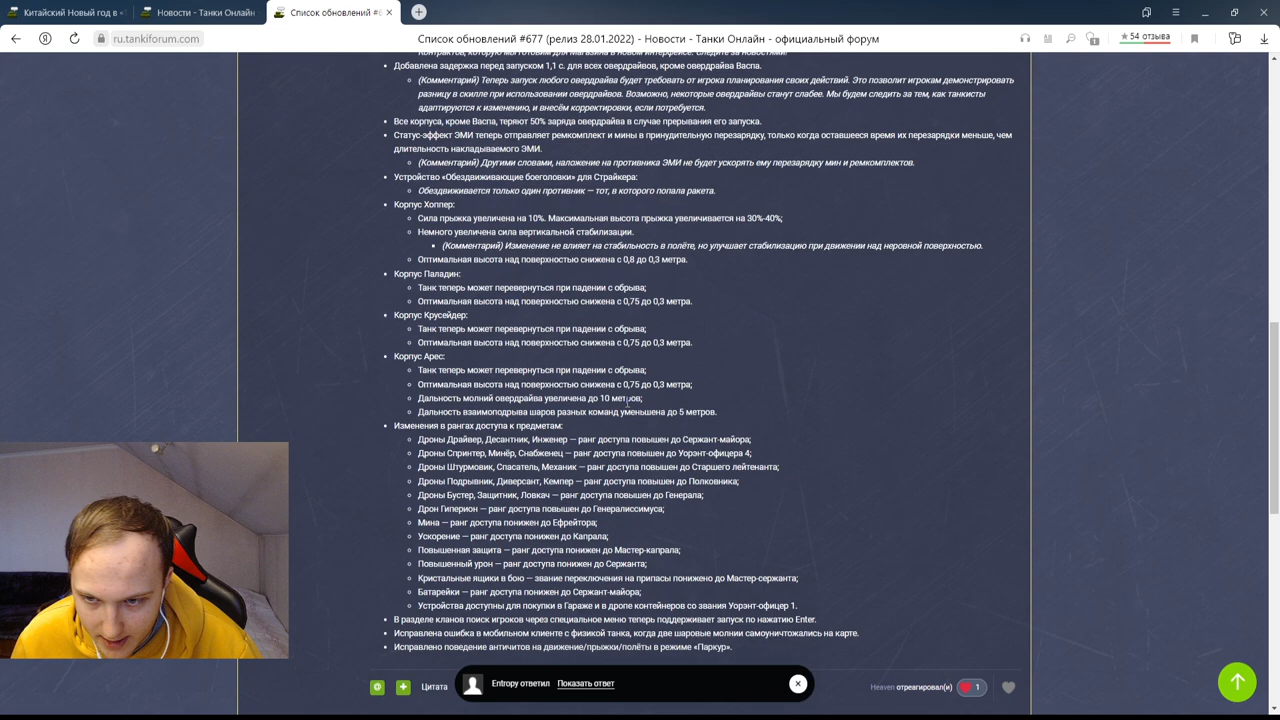 Китайский Новый год в «
Новости - Танки Онлайн
Список обновлений #6
ru.tankiforum.com
Список обновлений #677 (релиз 28.01.2022) - Новости - Танки Онлайн - официальный форум
54 отзыва
Контрактов, которую мы готовим для Магазина в новом интерфейсе. Следите за новостями!
Добавлена задержка перед запуском 1,1 с. для всех овердрайвов, кроме овердрайва Васпа.
(Комментарий) Теперь запуск любого овердрайва будет требовать от игрока планирования своих действий. Это позволит игрокам демонстрировать
разницу в скилле при использовании овердрайвов. Возможно, некоторые овердрайвы станут слабее. Мы будем следить за тем, как танкисты
адаптируются к изменению, и внесём корректировки, если потребуется.
Все корпуса, кроме Васпа, теряют 50% заряда овердрайва в случае прерывания его запуска.
Статус-эффект ЭМИ теперь отправляет ремкомплект и мины в принудительную перезарядку, только когда оставшееся время их перезарядки меньше, чем
длительность накладываемого ЭМИ.
(Комментарий) Другими словами, наложение на противника ЭМИ не будет ускорять ему перезарядку мин и ремкомплектов.
Устройство «Обездвиживающие боеголовки» для Страйкера:
Обездвиживается только один противник — тот, в которого попала ракета.
Корпус Хоппер:
Сила прыжка увеличена на 10%. Максимальная высота прыжка увеличивается на 30%-40%;
Немного увеличена сила вертикальной стабилизации.
(Комментарий) Изменение не влияет на стабильность в полёте, но улучшает стабилизацию при движении над неровной поверхностью.
Оптимальная высота над поверхностью снижена с 0,8 до 0,3 метра.
Корпус Паладин:
Танк теперь может перевернуться при падении с обрыва;
Оптимальная высота над поверхностью снижена с 0,75 до 0,3 метра.
Корпус Крусейдер:
Танк теперь может перевернуться при падении с обрыва;
Оптимальная высота над поверхностью снижена с 0,75 до 0,3 метра.
Корпус Арес:
Танк теперь может перевернуться при падении с обрыва;
Оптимальная высота над поверхностью снижена с 0,75 до 0,3 метра;
Дальность молний овердрайва увеличена до 10 метров;
Дальность взаимоподрыва шаров разных команд уменьшена до 5 метров.
Изменения в рангах доступа к предметам:
Дроны Драйвер, Десантник, Инженер — ранг доступа повышен до Сержант-майора;
Дроны Спринтер, Минёр, Снабженец — ранг доступа повышен до Уорэнт-офицера 4;
Дроны Штурмовик, Спасатель, Механик — ранг доступа повышен до Старшего лейтенанта;
Дроны Подрывник, Диверсант, Кемпер — ранг доступа повышен до Полковника;
Дроны Бустер, Защитник, Ловкач — ранг доступа повышен до Генерала;
Дрон Гиперион — ранг доступа повышен до Генералиссимуса;
Мина — ранг доступа понижен до Ефрейтора;
Ускорение — ранг доступа понижен до Капрала;
Повышенная защита — ранг доступа понижен до Мастер-капрала;
Повышенный урон — ранг доступа понижен до Сержанта;
Кристальные ящики в бою — звание переключения на припасы понижено до Мастер-сержанта;
Батарейки — ранг доступа понижен до Сержант-майора;
Устройства доступны для покупки в Гараже и в дропе контейнеров со звания Уорэнт-офицер 1.
В разделе кланов поиск игроков через специальное меню теперь поддерживает запуск по нажатию Enter.
Исправлена ошибка в мобильном клиенте с физикой танка, когда две шаровые молнии самоуничтожались на карте.
Исправлено поведение античитов на движение/прыжки/полёты в режиме «Паркур».
Цитата
Entropy ответил Показать ответ
Heaven отреагировал(и) 1